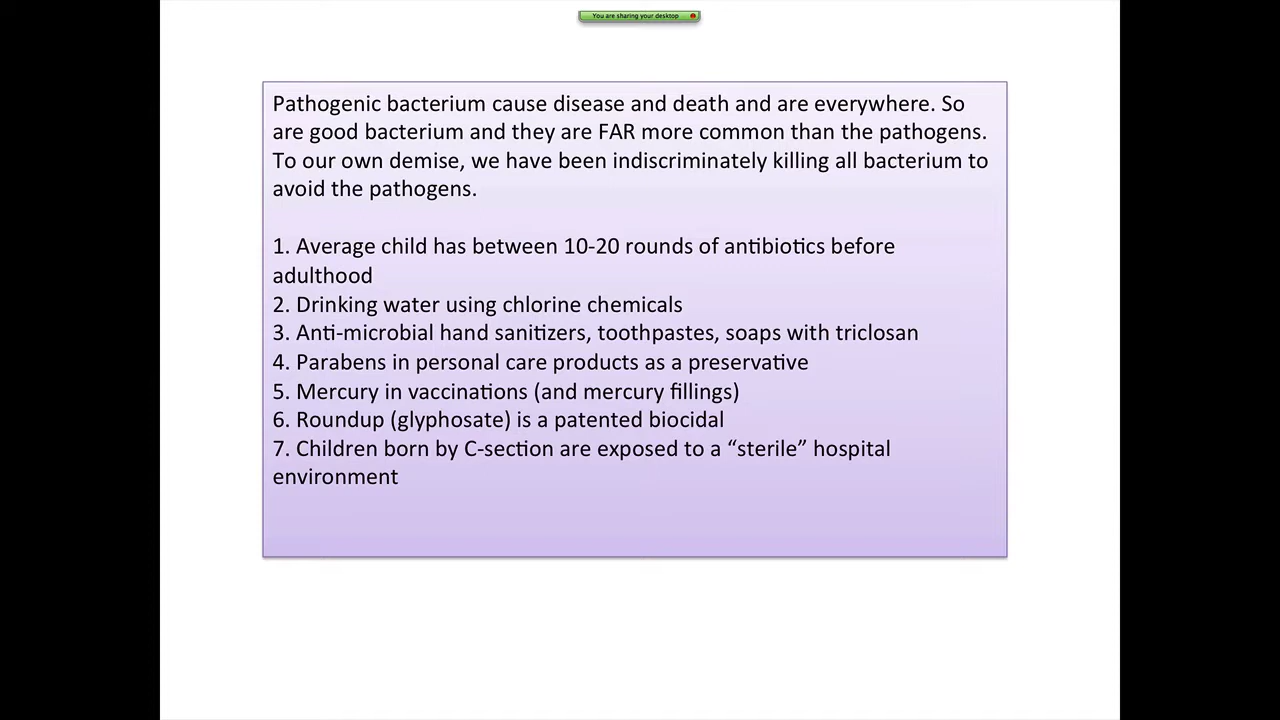 You are sharing your desktop
Pathogenic bacterium cause disease and death and are everywhere. So
are good bacterium and they are FAR more common than the pathogens.
To our own demise, we have been indiscriminately killing all bacterium to
avoid the pathogens.
1. Average child has between 10-20 rounds of antibiotics before
adulthood
2. Drinking water using chlorine chemicals
3. Anti-microbial hand sanitizers, toothpastes, soaps with triclosan
4. Parabens in personal care products as a preservative
5. Mercury in vaccinations (and mercury fillings)
6. Roundup (glyphosate) is a patented biocidal
7. Children born by C-section are exposed to a “sterile” hospital
environment